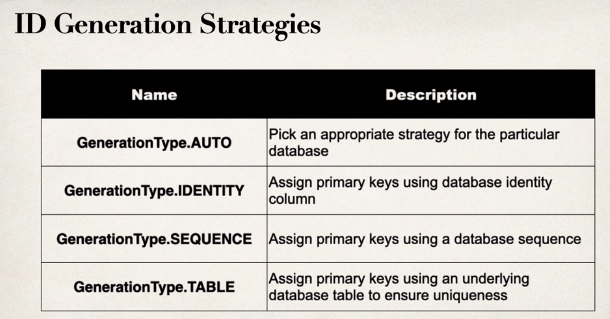 ID Generation Strategies
Name
Description
GenerationType.AUTO
Pick an appropriate strategy for the particular
database
GenerationType.IDENTITY
Assign primary keys using database identity
column
GenerationType.SEQUENCE
Assign primary keys using a database sequence
GenerationType.TABLE
Assign primary keys using an underlying
database table to ensure uniqueness